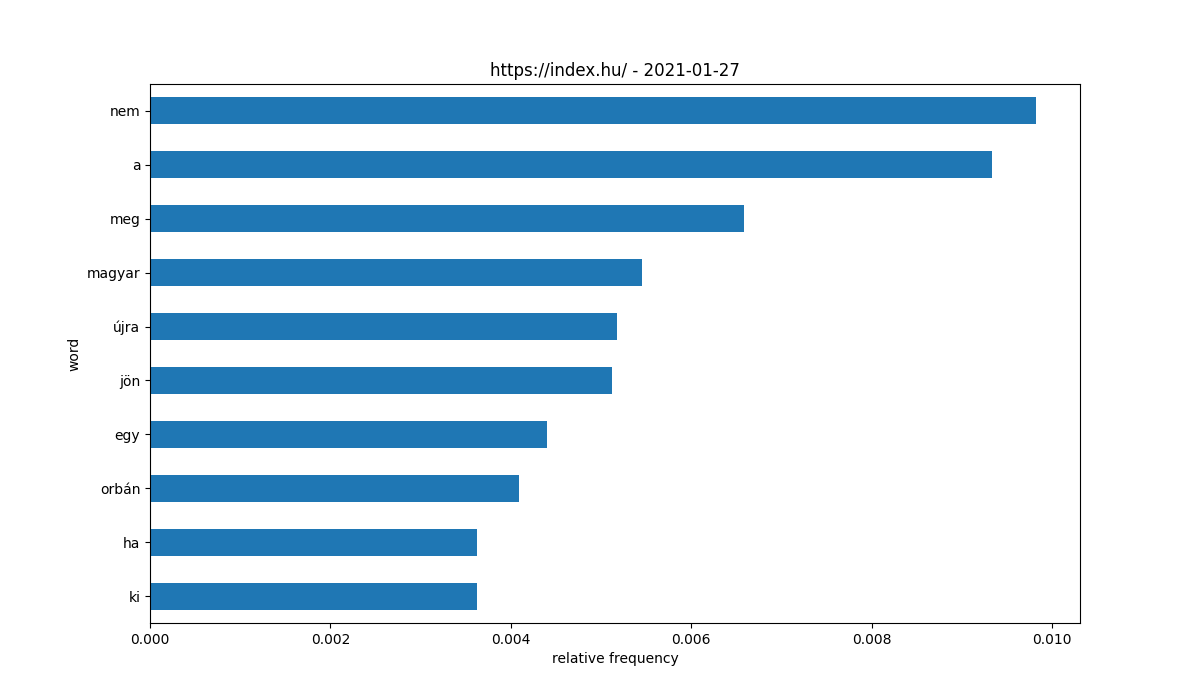 https://index.hu/ - 2021-01-27
nem
a
meg
magyar
újra
jön
egy
orbán
ha
ki
word
0.000 0.002 0.004 0.006 0.008 0.010
relative frequency